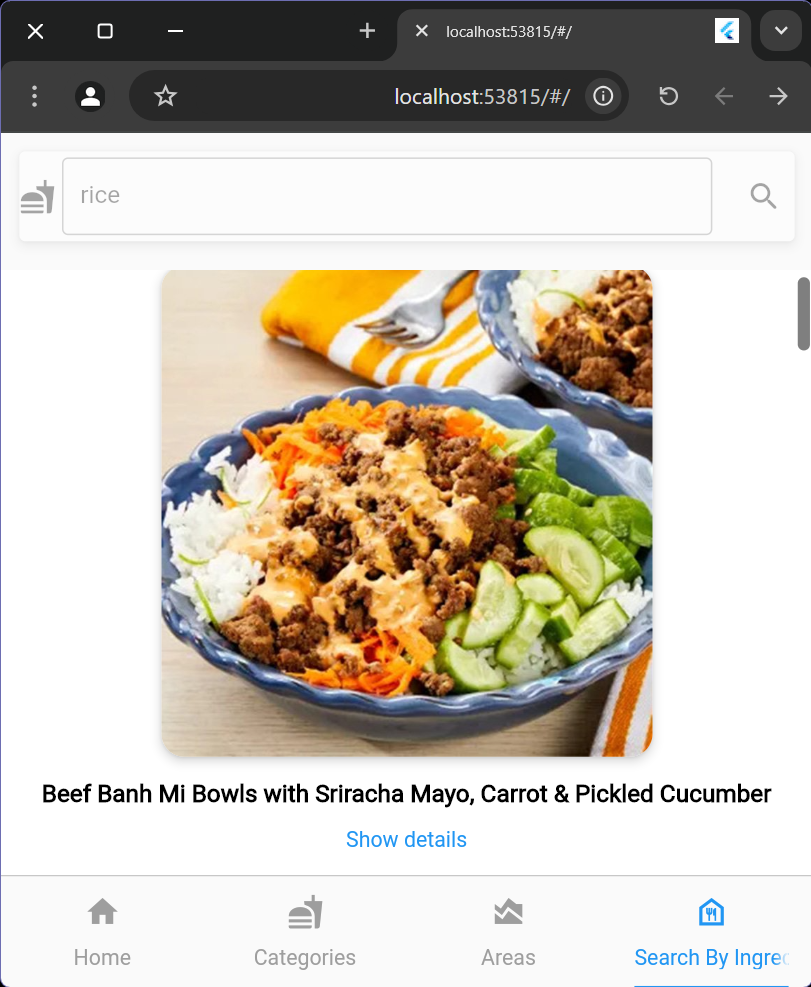 localhost:53815/#/
localhost:53815/#/
rice
Beef Banh Mi Bowls with Sriracha Mayo, Carrot & Pickled Cucumber
Show details
Home
Categories
Areas
Search By Ingrec